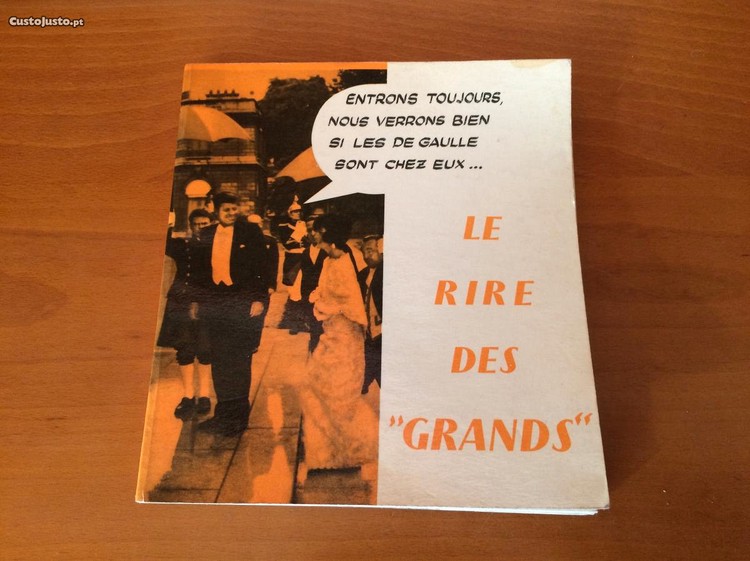 CustoJusto.pt
ENTRONS TOUJOURS,
NOUS VERRONS BIEN
SI LES DE GAULLE
SONT CHEZ EUX...
LE
RIRE
DES
"GRANDS"